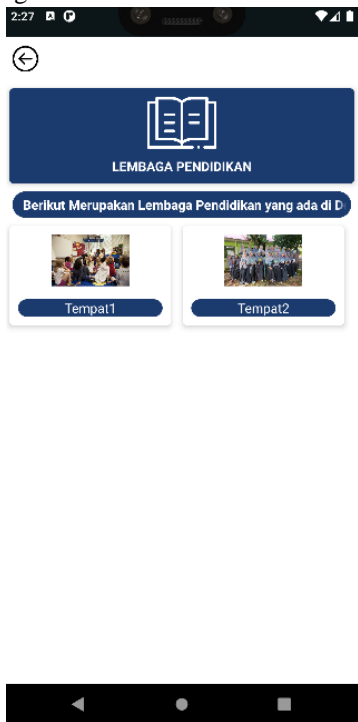 2:27
LEMBAGA PENDIDIKAN
Berikut Merupakan Lembaga Pendidikan yang ada di D
Tempat1
Tempat2